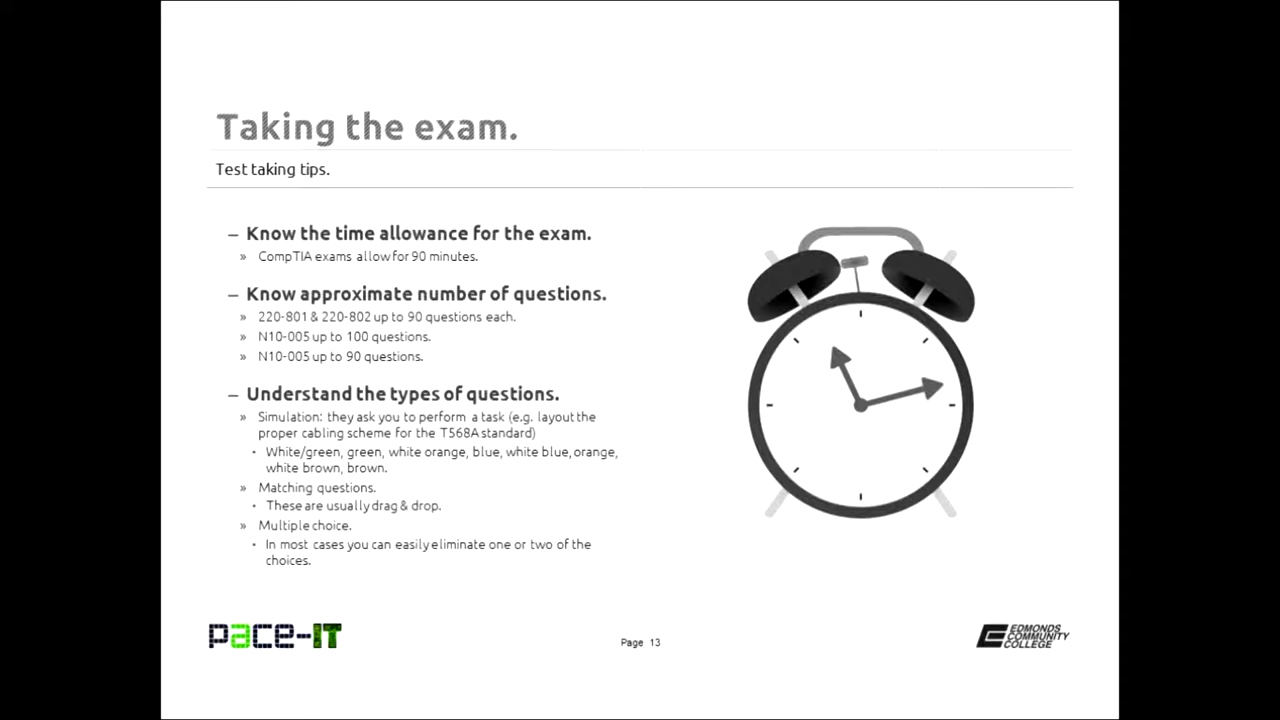 Taking the exam.
Test taking tips.
– Know the time allowance for the exam.
» CompTIA exams allow for 90 minutes.
– Know approximate number of questions.
» 220-801 & 220-802 up to 90 questions each.
» N10-005 up to 100 questions.
» N10-005 up to 90 questions.
– Understand the types of questions.
» Simulation: they ask you to perform a task (e.g. layout the
proper cabling scheme for the T568A standard)
• White/green, green, white orange, blue, white blue, orange,
white brown, brown.
» Matching questions.
• These are usually drag & drop.
» Multiple choice.
• In most cases you can easily eliminate one or two of the
choices.
pace-IT
Page 13
EDMONDS
COMMUNITY
COLLEGE